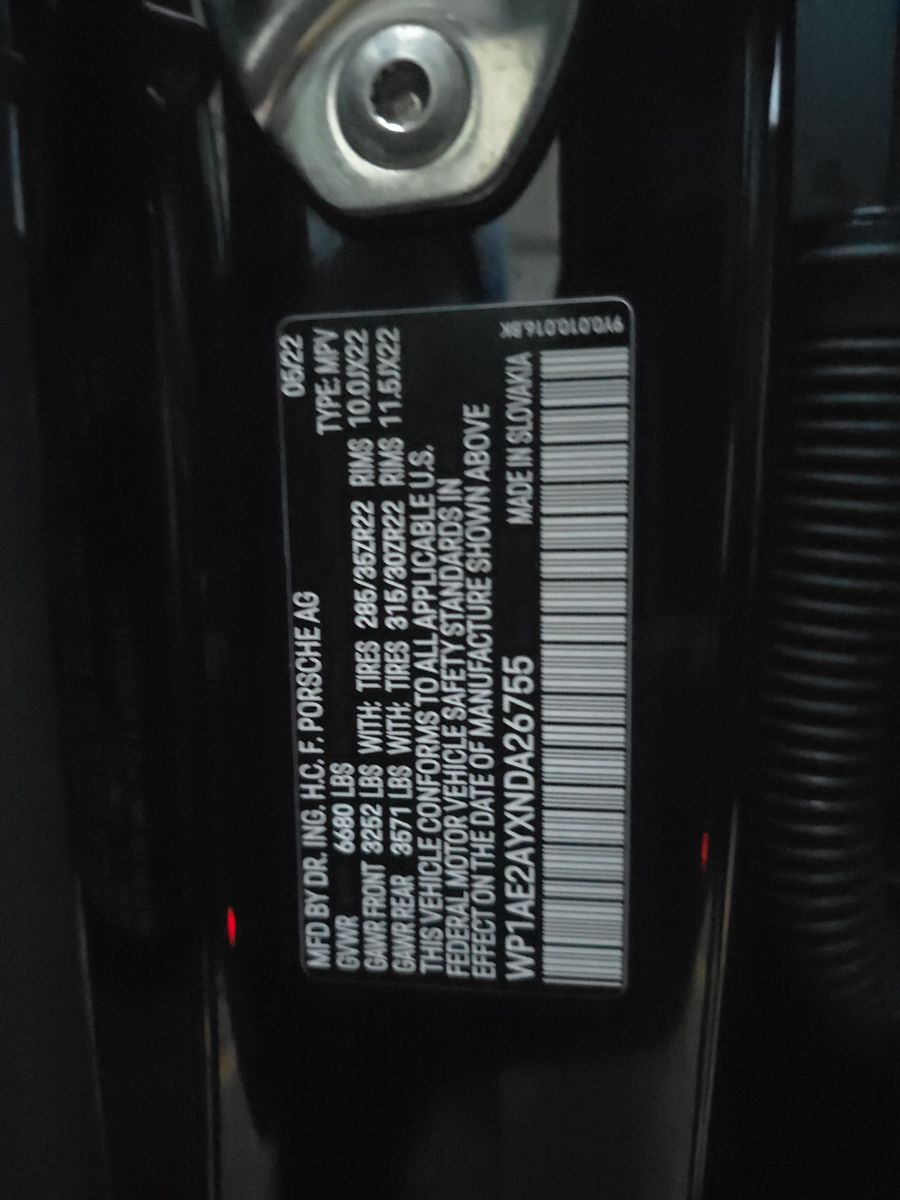 MFD BY DR. ING. H.C. F. PORSCHE AG 05/22
GVWR 6680 LBS TYPE: MPV
GAWR FRONT 3252 LBS WITH: TIRES 285/35ZR22 RIMS 10.0JX22
GAWR REAR 3571 LBS WITH: TIRES 315/30ZR22 RIMS 11.5JX22
THIS VEHICLE CONFORMS TO ALL APPLICABLE U.S.
FEDERAL MOTOR VEHICLE SAFETY STANDARDS IN
EFFECT ON THE DATE OF MANUFACTURE SHOWN ABOVE
WP1AE2AYXNDA26755 MADE IN SLOVAKIA
9Y0.010.016.BK